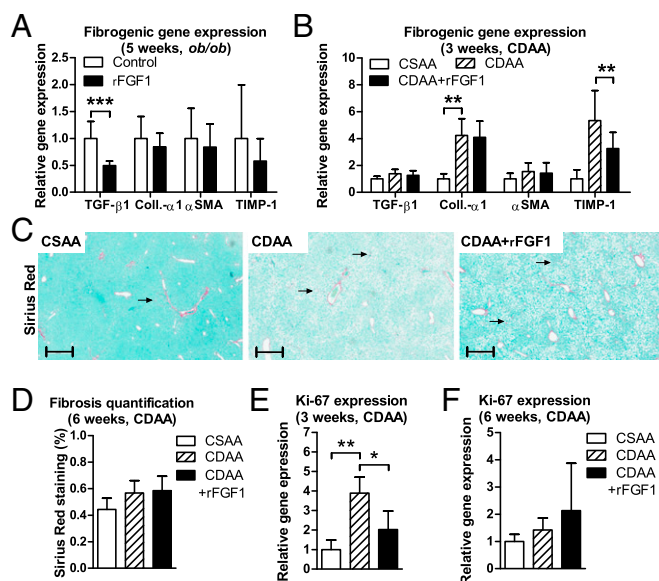 A
Fibrogenic gene expression
(5 weeks, ob/ob)
Relative gene expression
2.5
2.0
1.5
1.0
0.5
0.0
Control
rFGF1
***
TGF-β1 Coll.-α1 αSMA TIMP-1
B
Fibrogenic gene expression
(3 weeks, CDAA)
Relative gene expression
10
8
6
4
2
0
CSAA CDAA
CDAA+rFGF1
**
**
TGF-β1 Coll.-α1 αSMA TIMP-1
C
Sirius Red
CSAA
CDAA
CDAA+rFGF1
D
Fibrosis quantification
(6 weeks, CDAA)
Sirius Red staining (%)
1.0
0.8
0.6
0.4
0.2
0.0
CSAA
CDAA
CDAA
+rFGF1
E
Ki-67 expression
(3 weeks, CDAA)
Relative gene epression
6
5
4
3
2
1
0
**
*
F
Ki-67 expression
(6 weeks, CDAA)
Relative gene expression
5
4
3
2
1
0
CSAA
CDAA
CDAA
+rFGF1